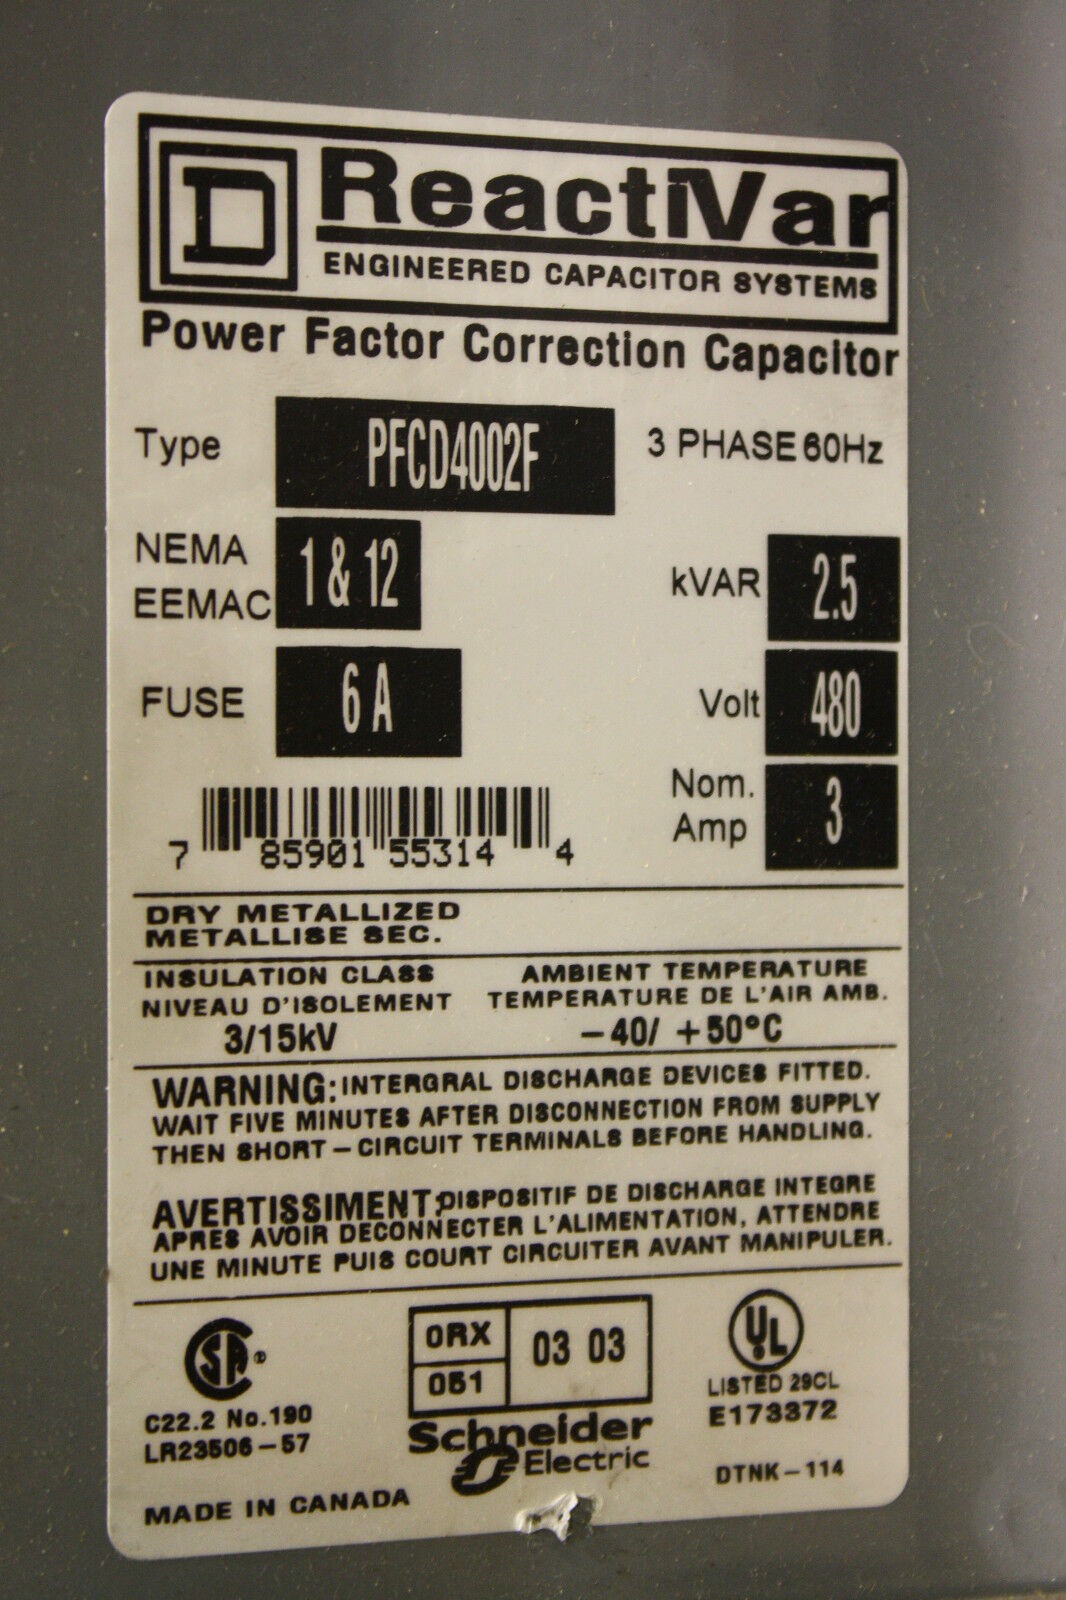 D ReactiVar
ENGINEERED CAPACITOR SYSTEMS
Power Factor Correction Capacitor
Type PFCD4002F 3 PHASE 60Hz
NEMA
EEMAC 1 & 12
kVAR 2.5
FUSE 6 A
Volt 480
Nom.
Amp 3
7 85901 55314 4
DRY METALLIZED
METALLISE SEC.
INSULATION CLASS
NIVEAU D'ISOLEMENT
3/15kV
AMBIENT TEMPERATURE
TEMPERATURE DE L'AIR AMB.
-40/ +50°C
WARNING: INTERGRAL DISCHARGE DEVICES FITTED.
WAIT FIVE MINUTES AFTER DISCONNECTION FROM SUPPLY
THEN SHORT-CIRCUIT TERMINALS BEFORE HANDLING.
AVERTISSIMENT: DISPOSITIF DE DISCHARGE INTEGRE
APRES AVOIR DECONNECTER L'ALIMENTATION, ATTENDRE
UNE MINUTE PUIS COURT CIRCUITER AVANT MANIPULER.
SA ®
C22.2 No.190
LR23506-57
MADE IN CANADA
0RX
051
03 03
Schneider
Electric
UL
LISTED 29CL
E173372
DTNK-114